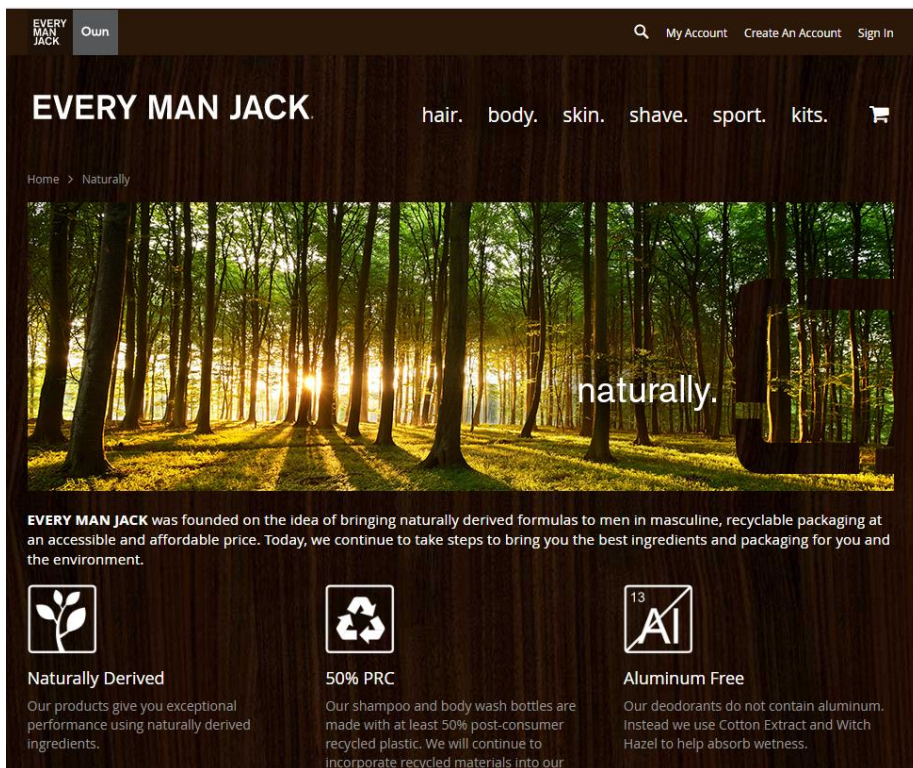 EVERY
MAN
JACK
Own
My Account Create An Account Sign In
EVERY MAN JACK.
hair. body. skin. shave. sport. kits.
Home > Naturally
naturally.
EVERY MAN JACK was founded on the idea of bringing naturally derived formulas to men in masculine, recyclable packaging at
an accessible and affordable price. Today, we continue to take steps to bring you the best ingredients and packaging for you and
the environment.
Naturally Derived
Our products give you exceptional
performance using naturally derived
ingredients.
50% PRC
Our shampoo and body wash bottles are
made with at least 50% post-consumer
recycled plastic. We will continue to
incorporate recycled materials into our
13
Al
Aluminum Free
Our deodorants do not contain aluminum.
Instead we use Cotton Extract and Witch
Hazel to help absorb wetness.